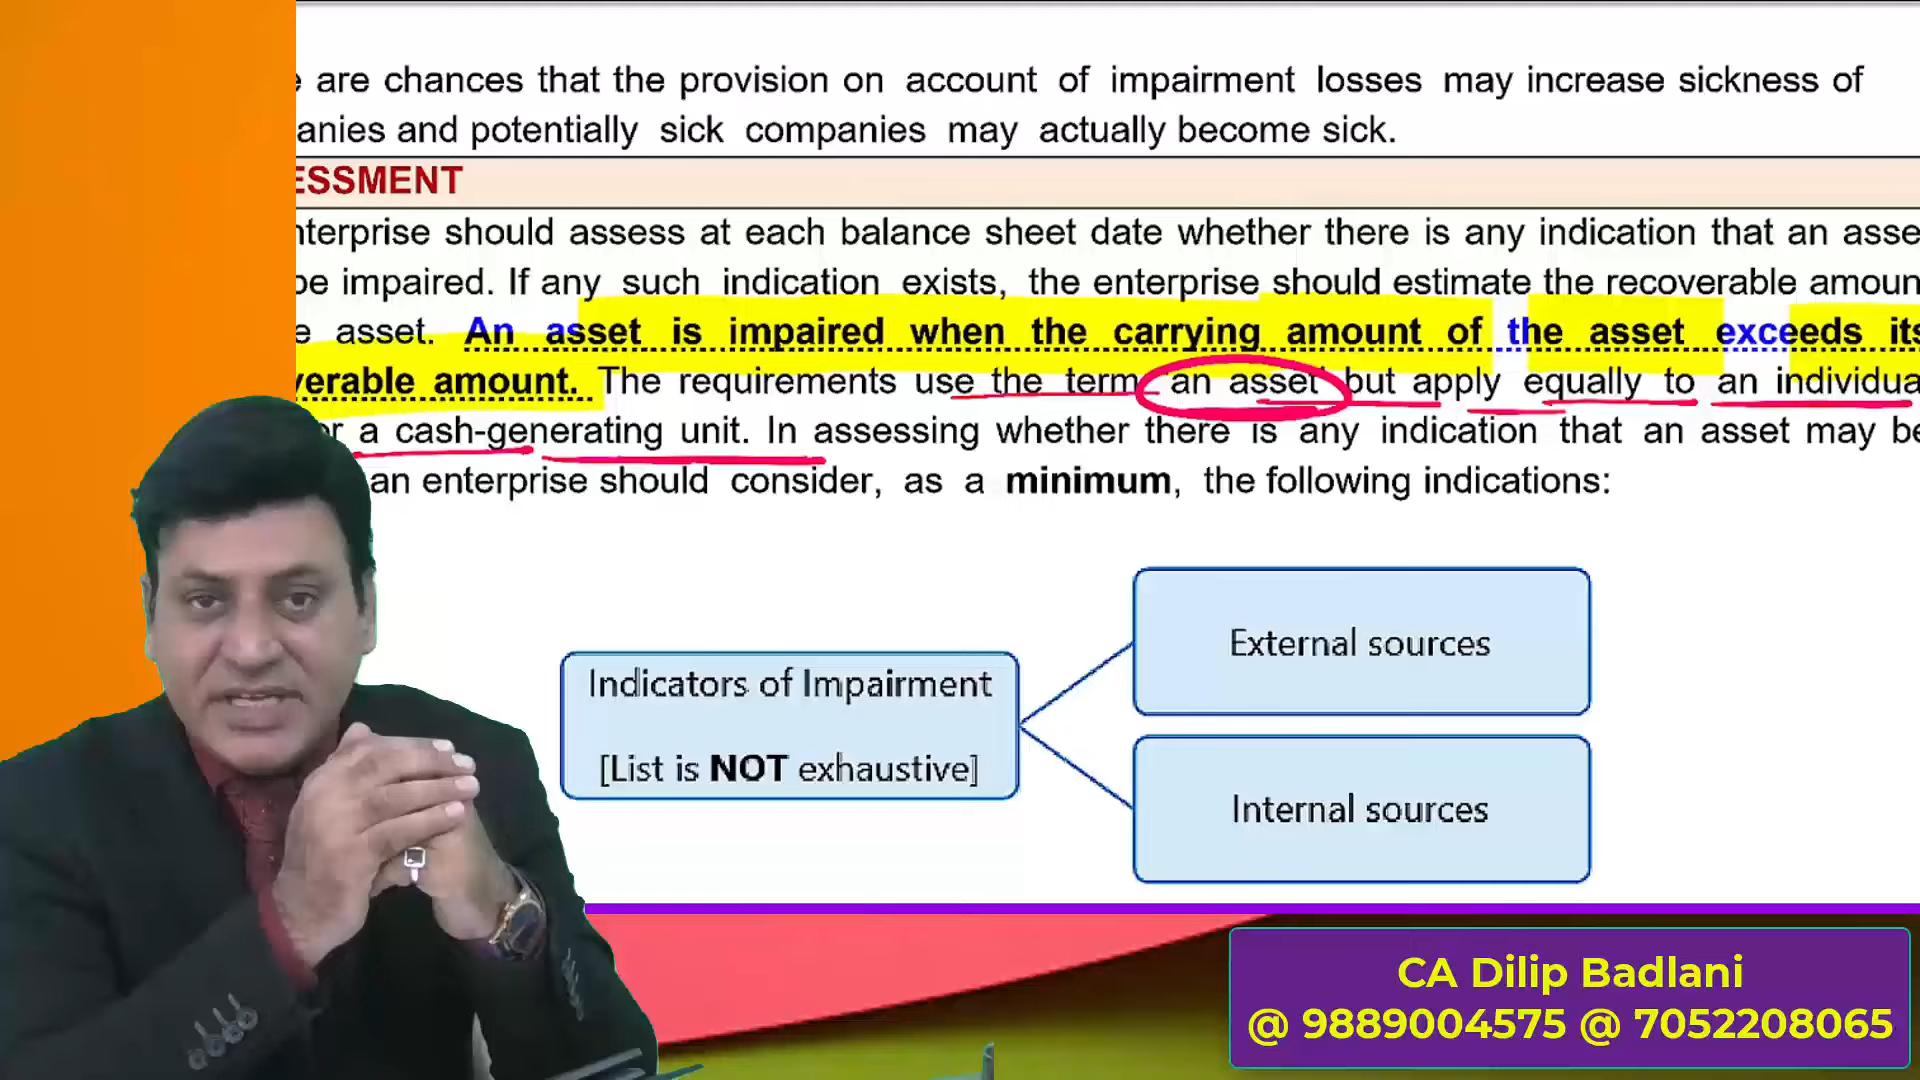 are chances that the provision on account of impairment losses may increase sickness of
anies and potentially sick companies may actually become sick.
ESSMENT
nterprise should assess at each balance sheet date whether there is any indication that an asse
be impaired. If any such indication exists, the enterprise should estimate the recoverable amoun
asset. An asset is impaired when the carrying amount of the asset exceeds its
verable amount. The requirements use the term an asset but apply equally to an individua
a cash-generating unit. In assessing whether there is any indication that an asset may be
an enterprise should consider, as a minimum, the following indications:
External sources
Indicators of Impairment
[List is NOT exhaustive]
Internal sources
CA Dilip Badlani
@ 9889004575 @ 7052208065